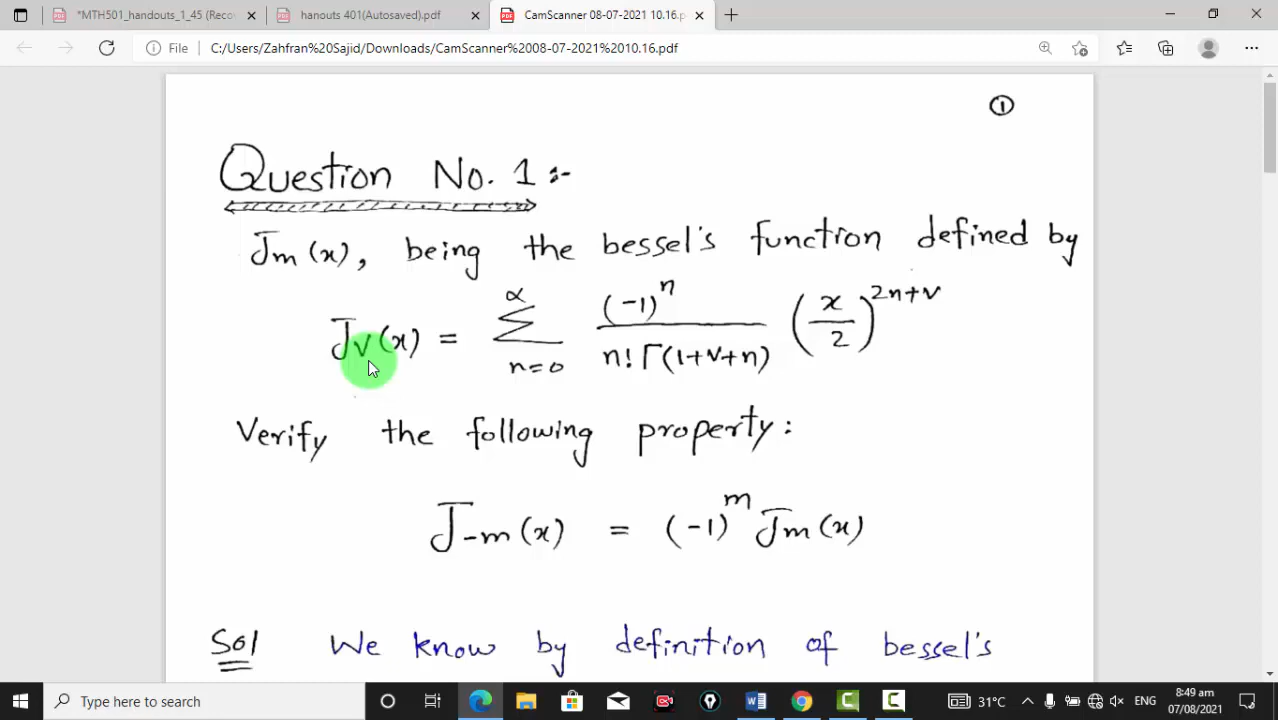 *MTH501_handouts_1_45 (Reco
hanouts 401(Autosaved).pdf
CamScanner 08-07-2021 10.16.p
File C:/Users/Zahfran%20Sajid/Downloads/CamScanner%2008-07-2021%2010.16.pdf
①
Question No. 1 :-
Jm (x), being the bessel's function defined by
Jv(x) = ∑ n=0 α (-1)^n / n! Γ(1+v+n) (x/2)^2n+v
Verify the following property:
J-m (x) = (-1)^m Jm (x)
Sol We know by definition of bessel's
Type here to search
31°C
ENG
8:49 am
07/08/2021